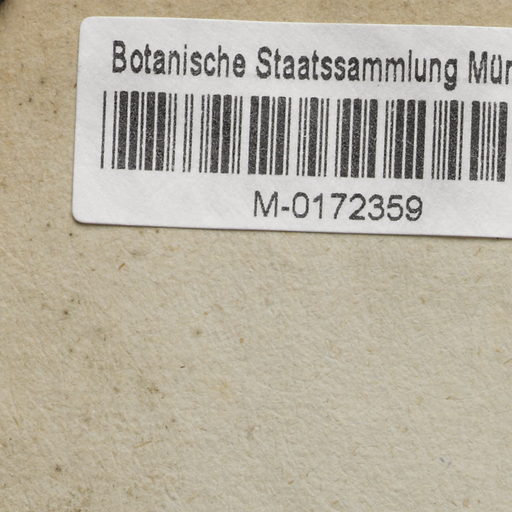 Botanische Staatssammlung Mün
M-0172359